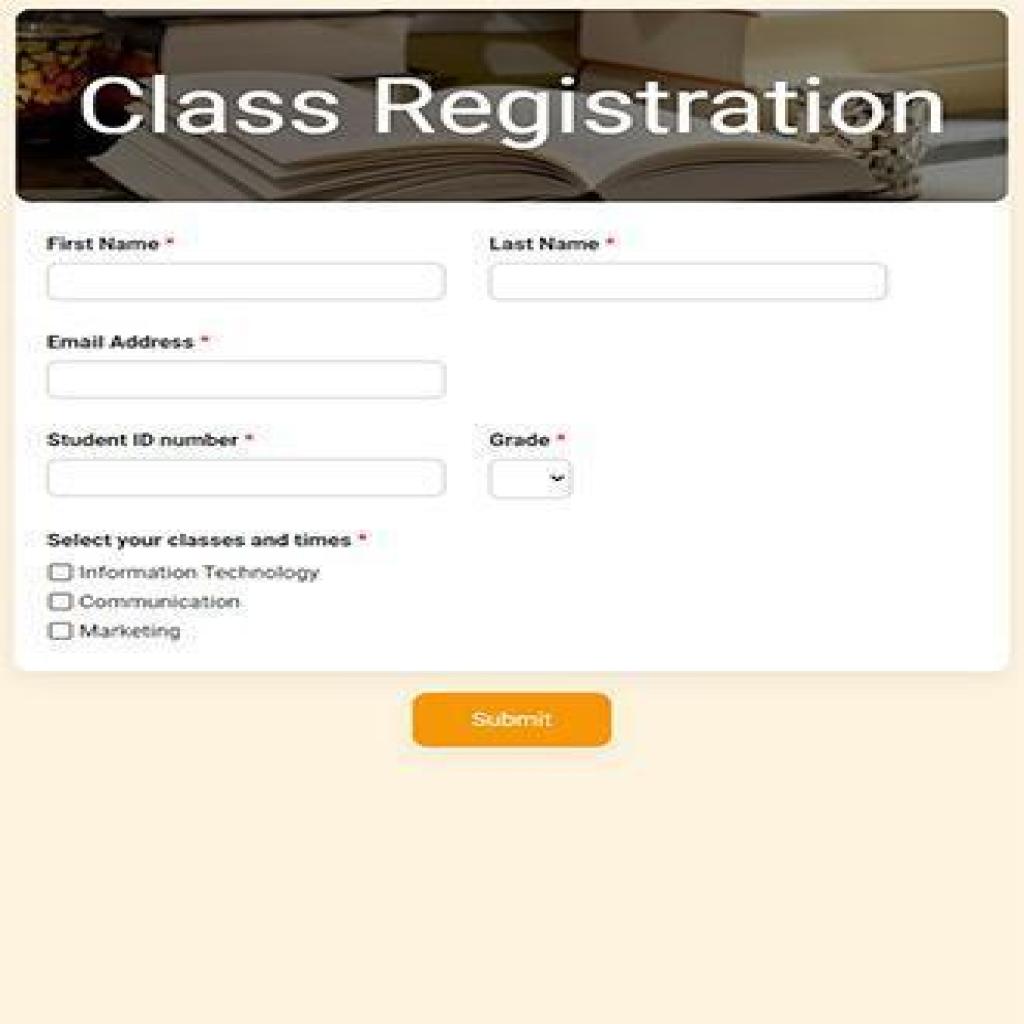 Class Registration
First Name * Last Name *
Email Address *
Student ID number * Grade *
Select your classes and times *
Information Technology
Communication
Marketing
Submit